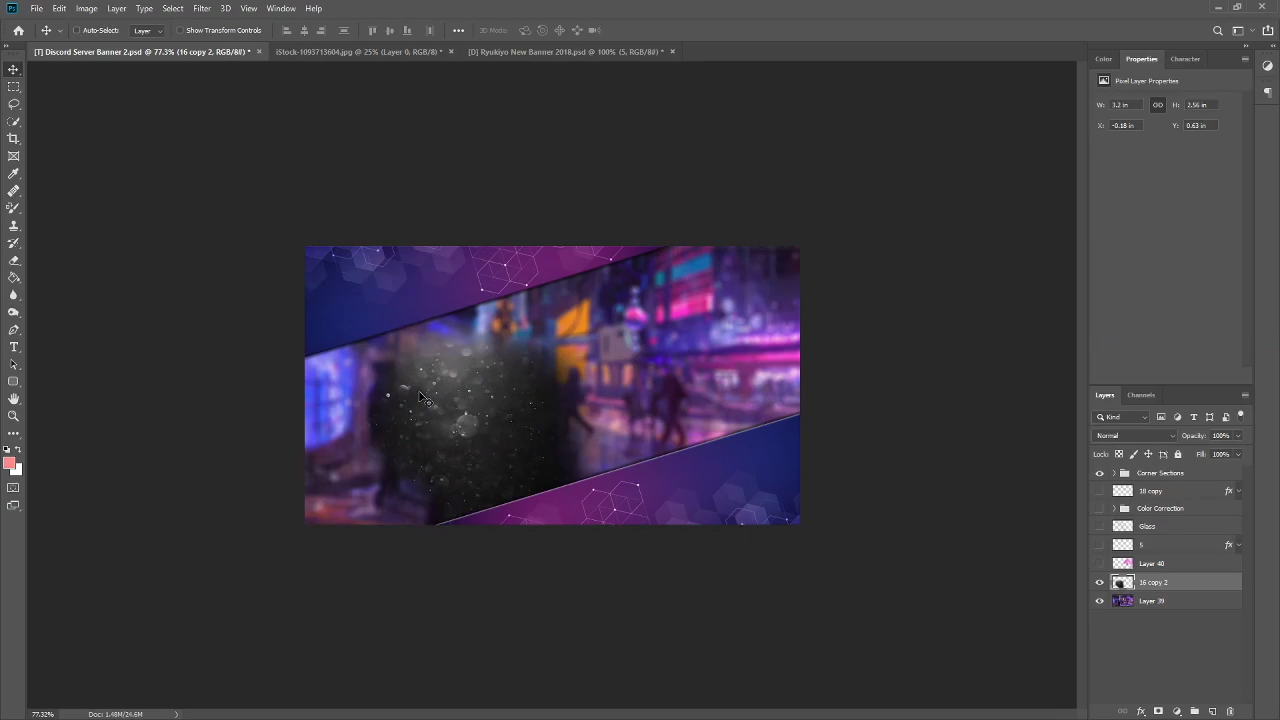 Ps File Edit Image Layer Type Select Filter 3D View Window Help
Auto-Select: Layer Show Transform Controls 3D Mode:
[T] Discord Server Banner 2.psd @ 77.3% (16 copy 2, RGB/8#) * iStock-1093713604.jpg @ 25% (Layer 0, RGB/8) * [D] Ryukiyo New Banner 2018.psd @ 100% (5, RGB/8#) *
Color Properties Character
Pixel Layer Properties
W: 3.2 in H: 2.56 in
X: -0.18 in Y: 0.63 in
Layers Channels
Kind
Normal Opacity: 100%
Lock: Fill: 100%
Corner Sections
18 copy fx
Color Correction
Glass
5 fx
Layer 40
16 copy 2
Layer 39
77.32% Doc: 1.48M/24.6M
fx